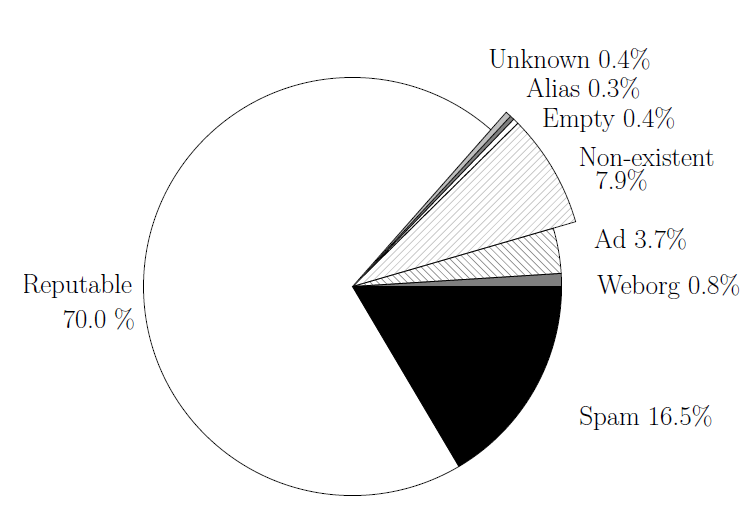 Unknown 0.4%
Alias 0.3%
Empty 0.4%
Non-existent
7.9%
Ad 3.7%
Weborg 0.8%
Reputable
70.0 %
Spam 16.5%